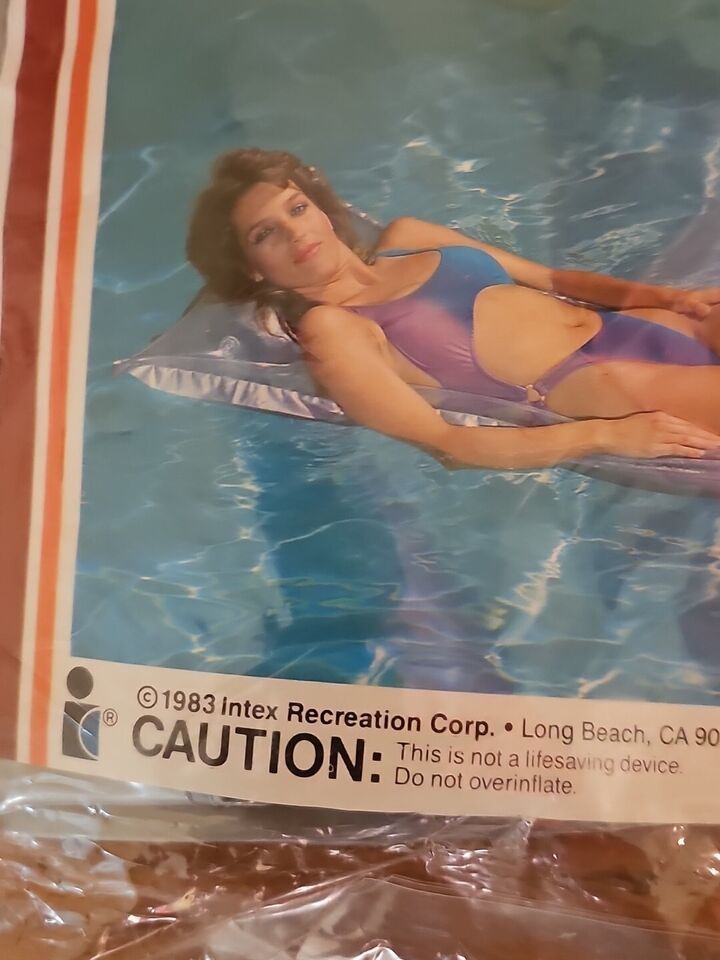 ©1983 Intex Recreation Corp. • Long Beach, CA 90
®
CAUTION: This is not a lifesaving device.
Do not overinflate.